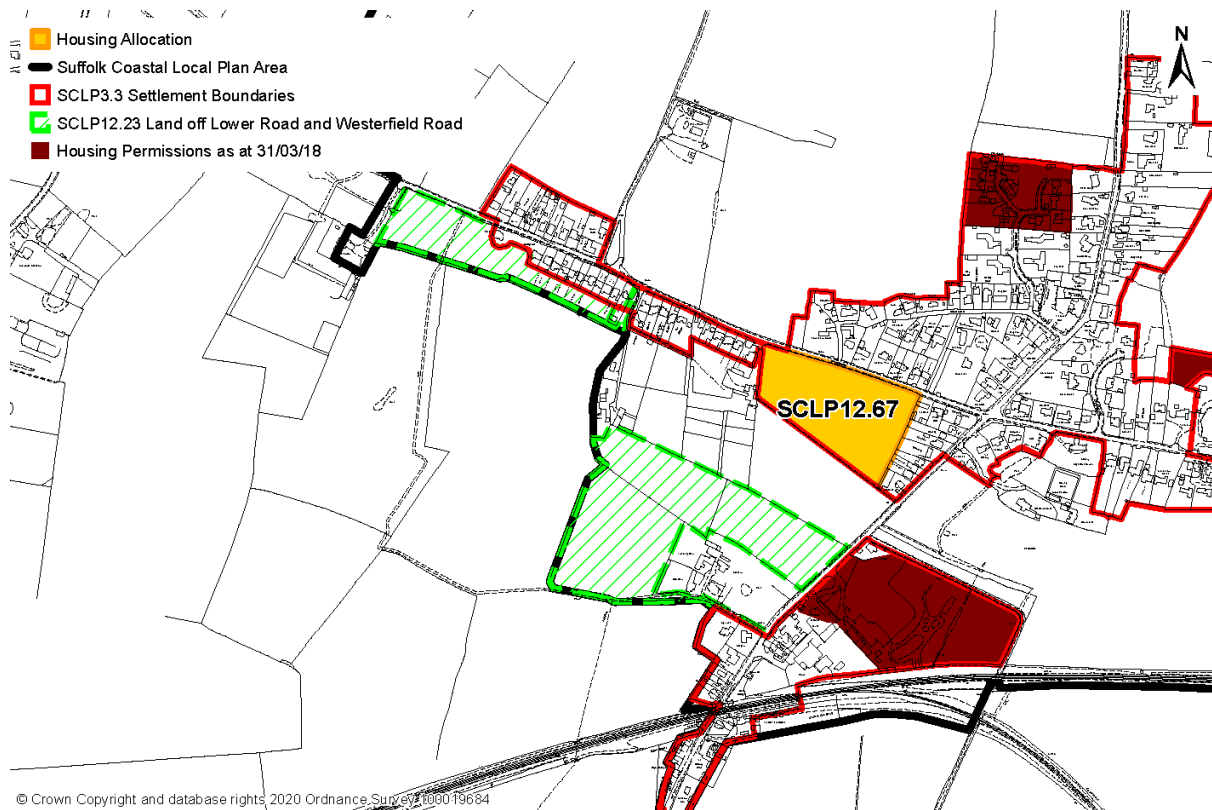 Housing Allocation
Suffolk Coastal Local Plan Area
SCLP3.3 Settlement Boundaries
SCLP12.23 Land off Lower Road and Westerfield Road
Housing Permissions as at 31/03/18
N
SCLP12.67
© Crown Copyright and database rights 2020 Ordnance Survey 100019684